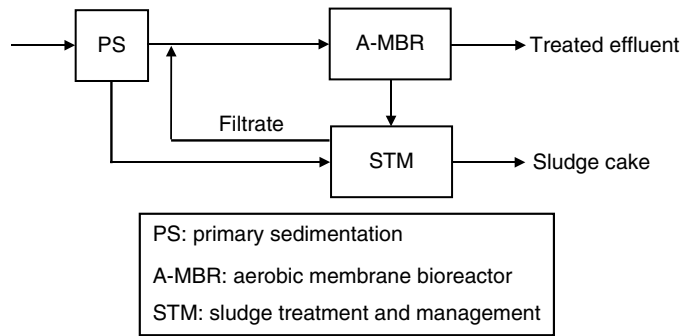 PS
A-MBR
Treated effluent
Filtrate
STM
Sludge cake
PS: primary sedimentation
A-MBR: aerobic membrane bioreactor
STM: sludge treatment and management